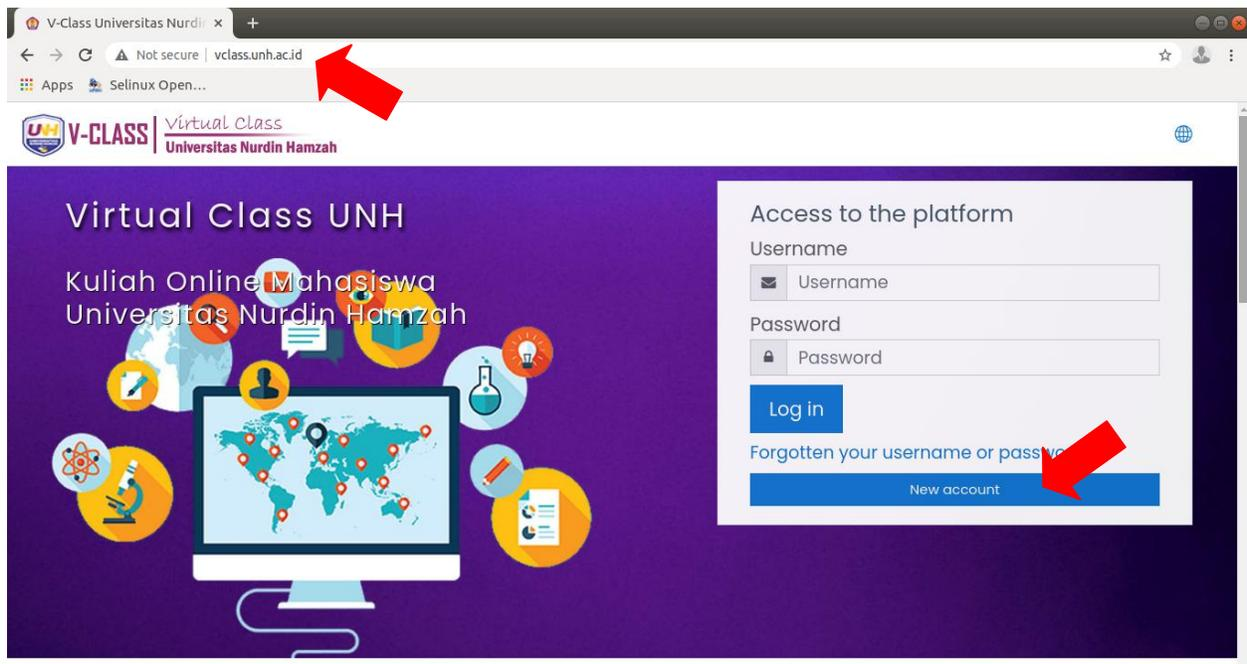 V-Class Universitas Nurdin
Not secure | vclass.unh.ac.id
Apps Selinux Open...
UNH V-CLASS Virtual Class
Universitas Nurdin Hamzah
Virtual Class UNH
Kuliah Online Mahasiswa
Universitas Nurdin Hamzah
Access to the platform
Username
Username
Password
Password
Log in
Forgotten your username or
New account